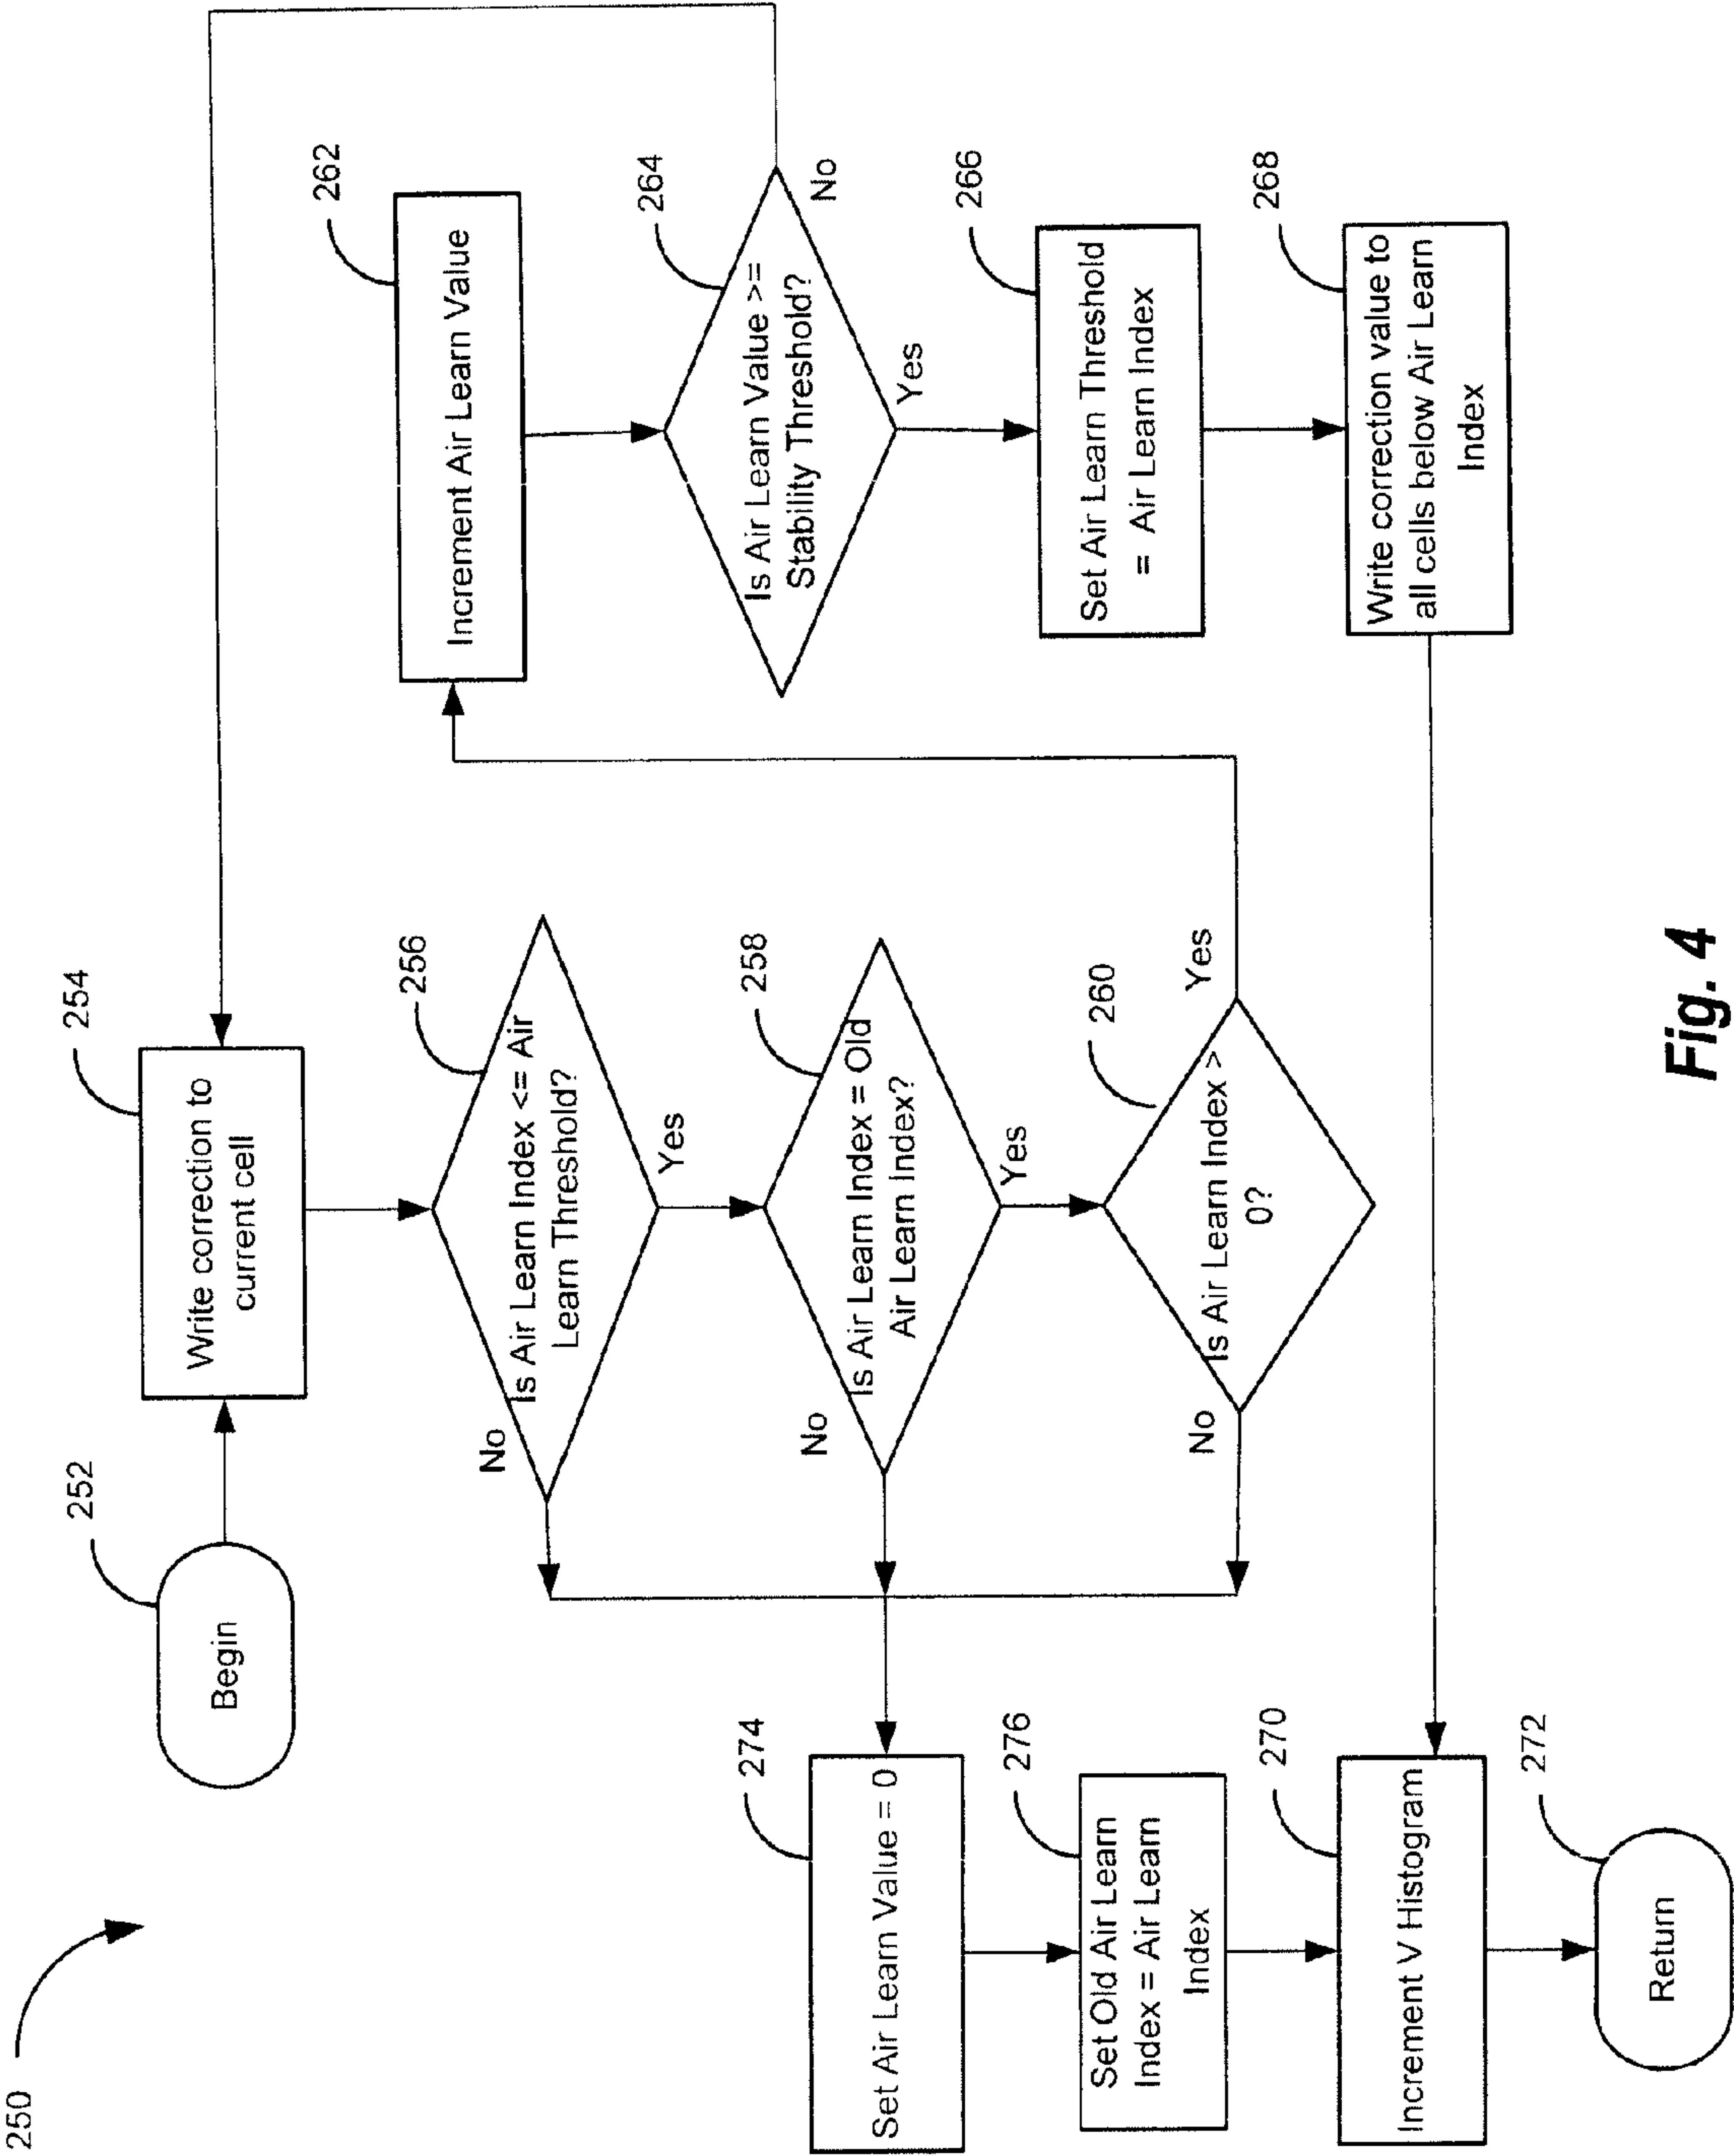 250
252
Begin
254
Write correction to
current cell
256
Is Air Learn Index <= Air
Learn Threshold?
No
Yes
258
Is Air Learn Index = Old
Air Learn Index?
No
Yes
260
Is Air Learn Index >
0?
No
Yes
262
Increment Air Learn Value
264
Is Air Learn Value >=
Stability Threshold?
No
Yes
266
Set Air Learn Threshold
= Air Learn Index
268
Write correction value to
all cells below Air Learn
Index
274
Set Air Learn Value = 0
276
Set Old Air Learn
Index = Air Learn
Index
270
Increment V Histogram
272
Return
Fig. 4